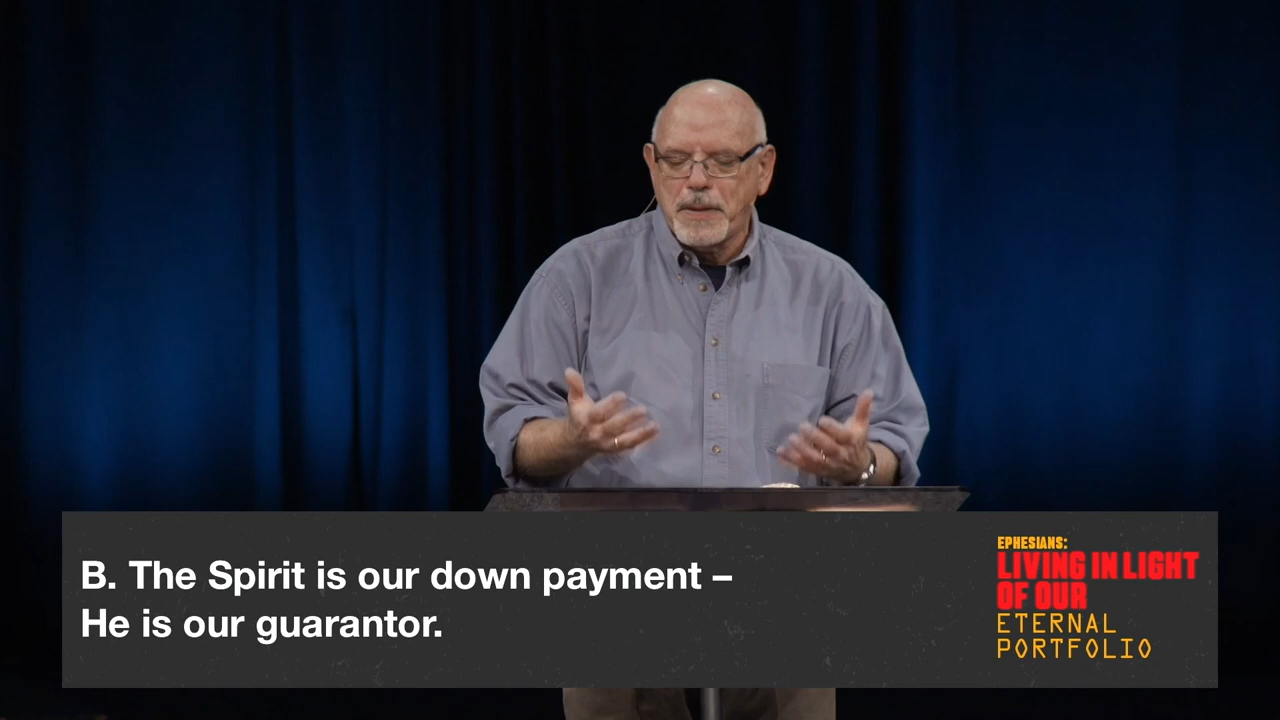 B. The Spirit is our down payment –
He is our guarantor.
EPHESIANS:
LIVING IN LIGHT
OF OUR
ETERNAL
PORTFOLIO